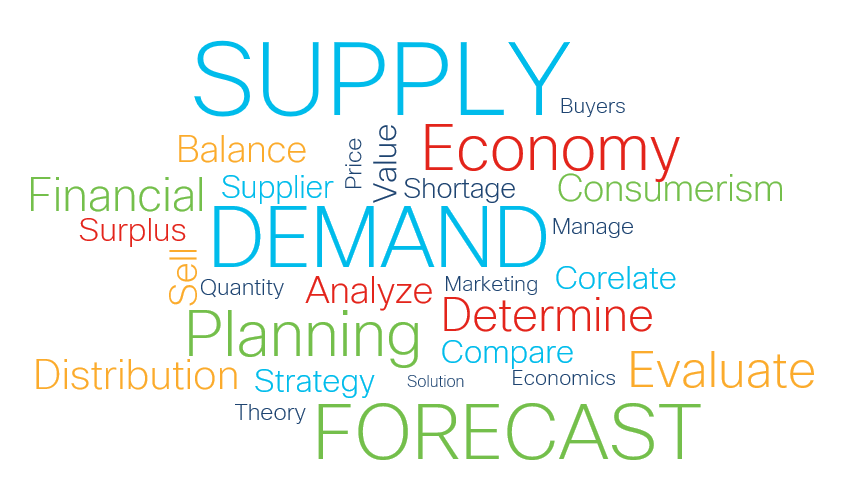 SUPPLY
Buyers
Balance
Price
Value
Economy
Financial
Supplier
Shortage
Consumerism
Surplus
DEMAND
Manage
Sell
Quantity
Analyze
Marketing
Corelate
Planning
Determine
Compare
Distribution
Strategy
Solution
Economics
Evaluate
Theory
FORECAST